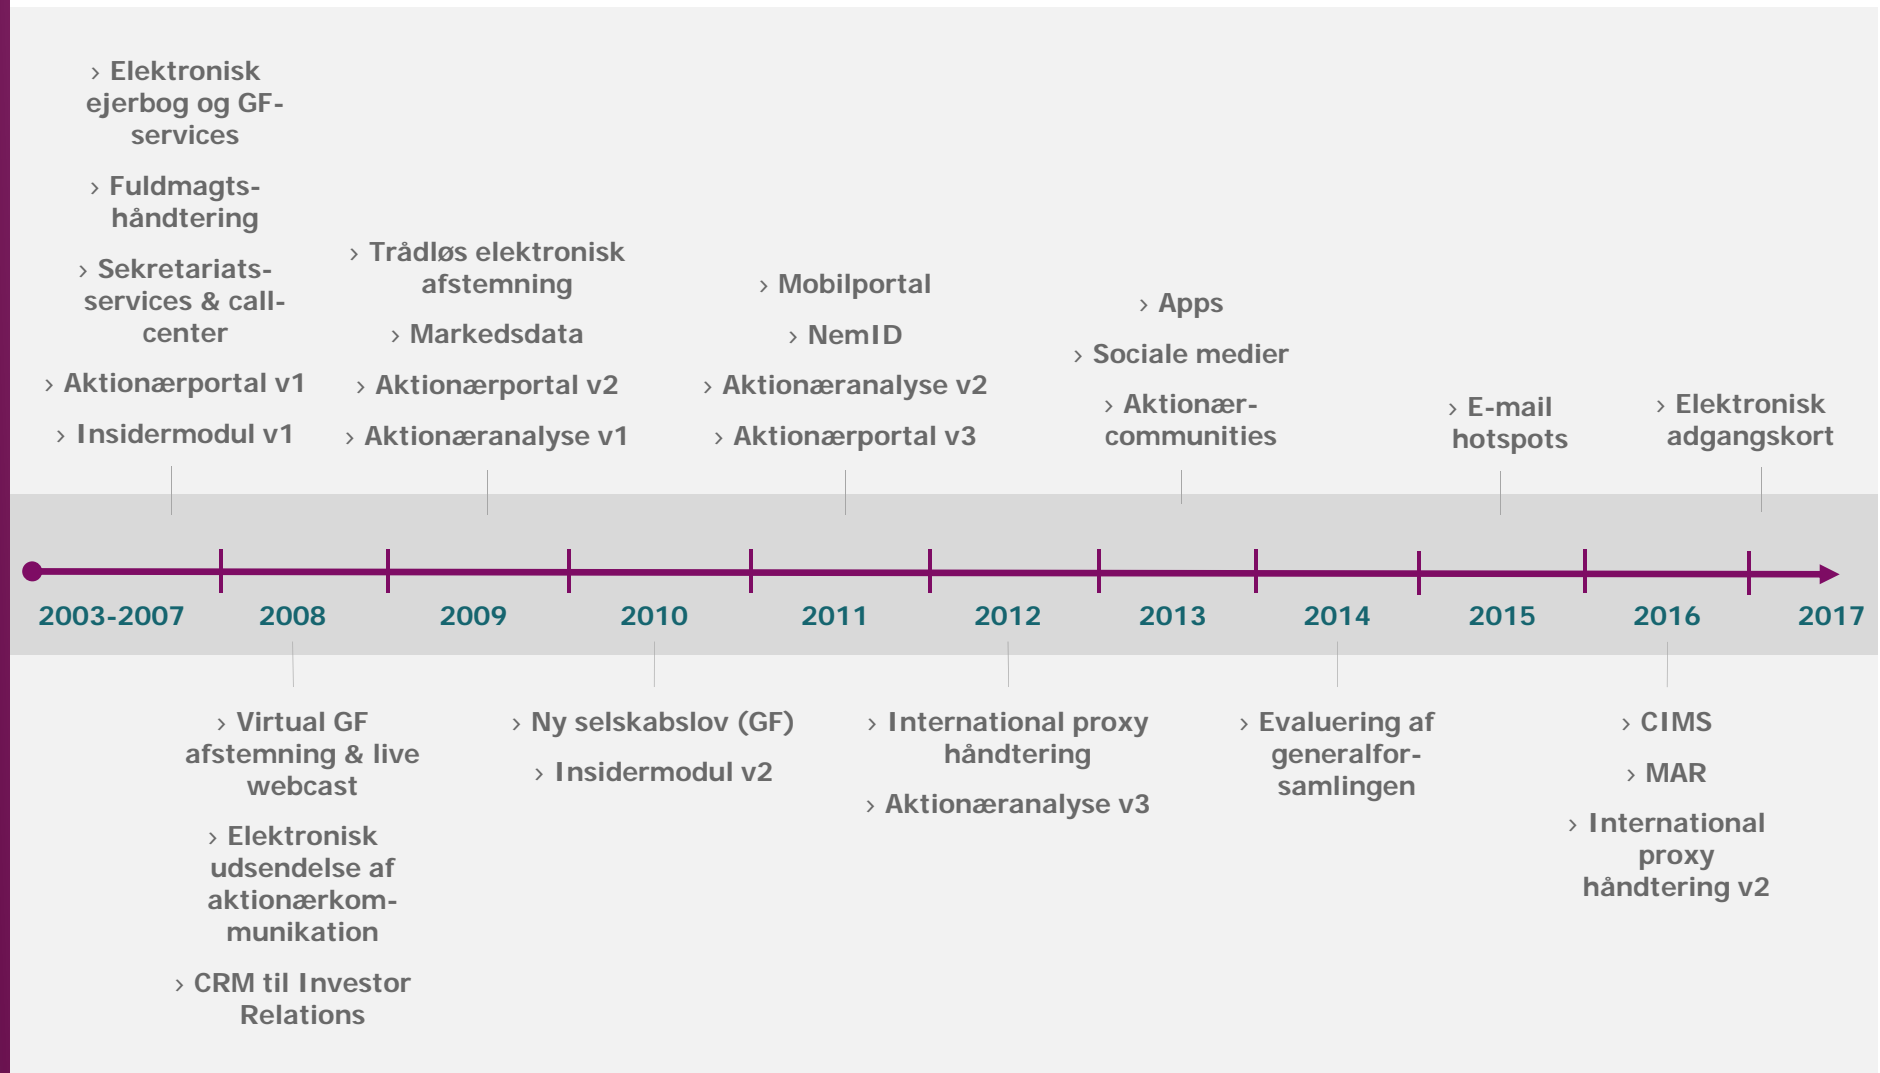 › Elektronisk
ejerbog og GF-
services
› Fuldmagts-
håndtering
› Sekretariats-
services & call-
center
› Aktionærportal v1
› Insidermodul v1
› Trådløs elektronisk
afstemning
› Markedsdata
› Aktionærportal v2
› Aktionæranalyse v1
› Mobilportal
› NemID
› Aktionæranalyse v2
› Aktionærportal v3
› Apps
› Sociale medier
› Aktionær-
communities
› E-mail
hotspots
› Elektronisk
adgangskort
2003-2007 2008 2009 2010 2011 2012 2013 2014 2015 2016 2017
› Virtual GF
afstemning & live
webcast
› Elektronisk
udsendelse af
aktionærkom-
munikation
› CRM til Investor
Relations
› Ny selskabslov (GF)
› Insidermodul v2
› International proxy
håndtering
› Aktionæranalyse v3
› Evaluering af
generalfor-
samlingen
› CIMS
› MAR
› International
proxy
håndtering v2